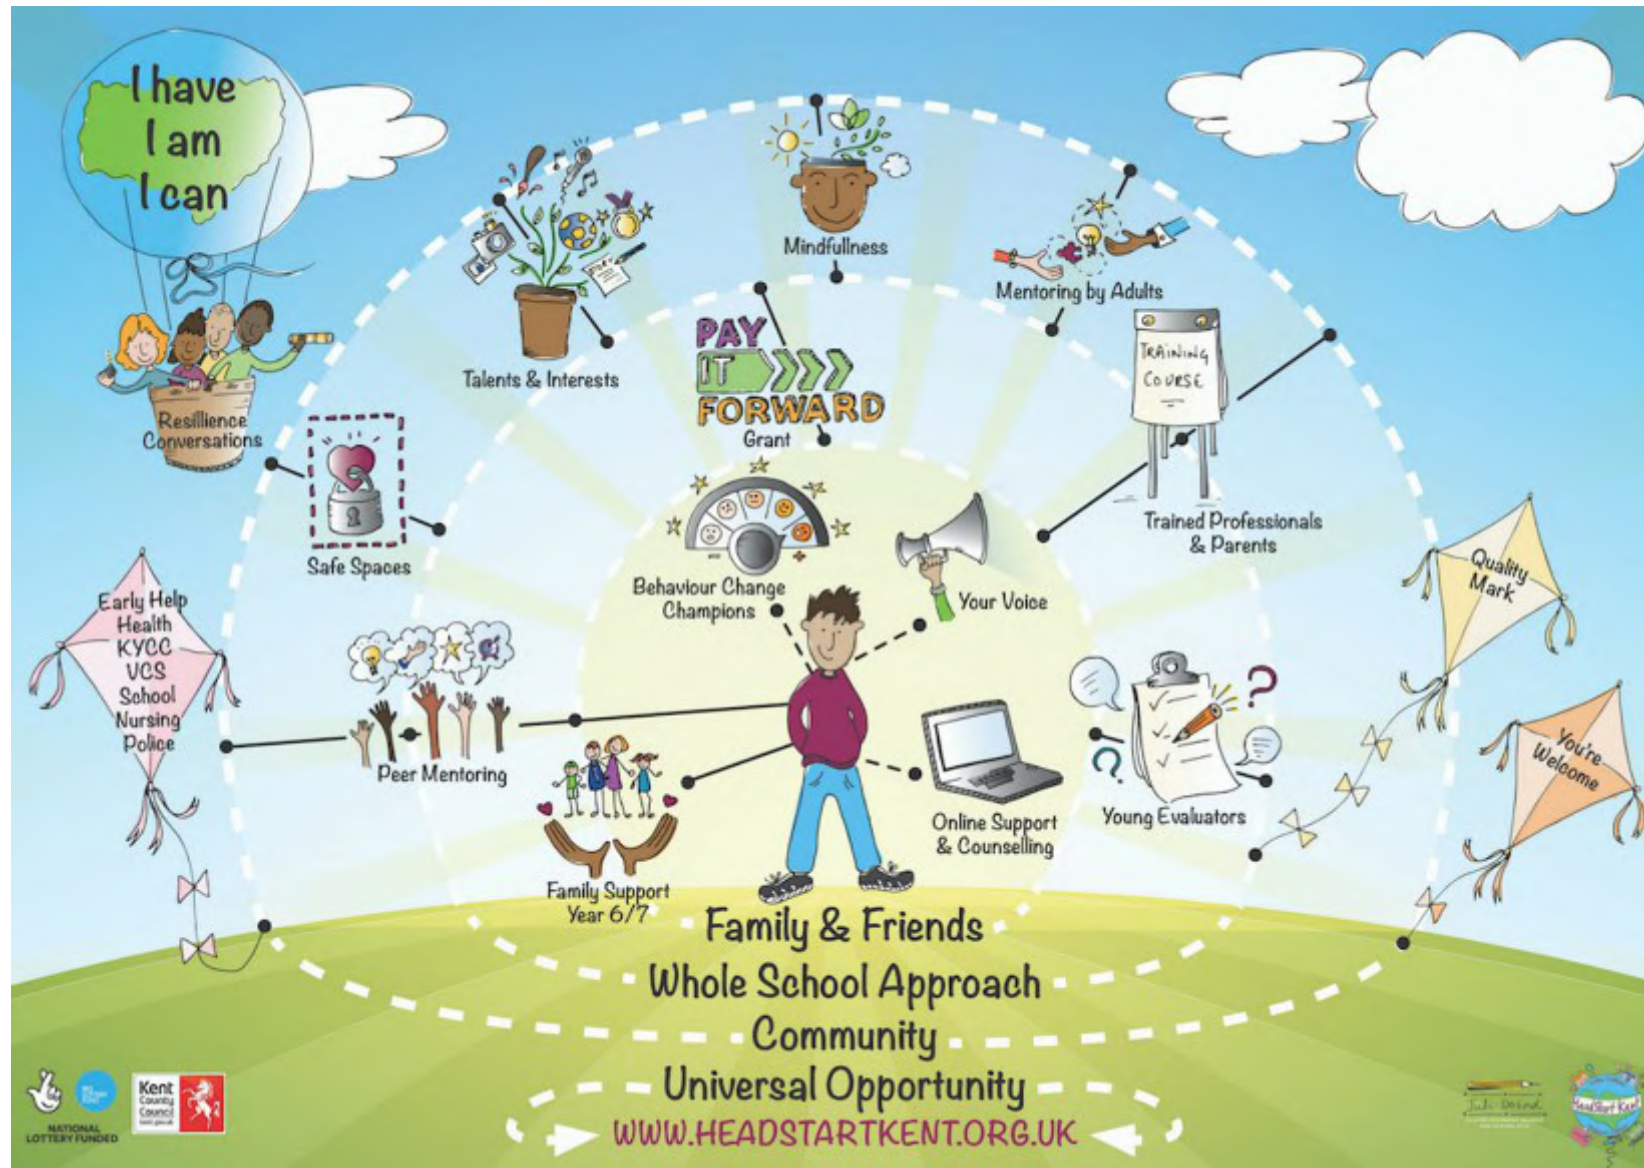 I have
I am
I can
Resillience
Conversations
Talents & Interests
Mindfullness
Mentoring by Adults
PAY
IT
FORWARD
Grant
TRAINING
COURSE
Trained Professionals
& Parents
Safe Spaces
Behaviour Change
Champions
Your Voice
Quality
Mark
Early Help
Health
KYCC
VCS
School
Nursing
Police
Peer Mentoring
Family Support
Year 6/7
Online Support
& Counselling
Young Evaluators
You're
Welcome
Family & Friends
Whole School Approach
Community
Universal Opportunity
WWW.HEADSTARTKENT.ORG.UK
NATIONAL
LOTTERY FUNDED
Kent
County
Council
HeadStart Kent